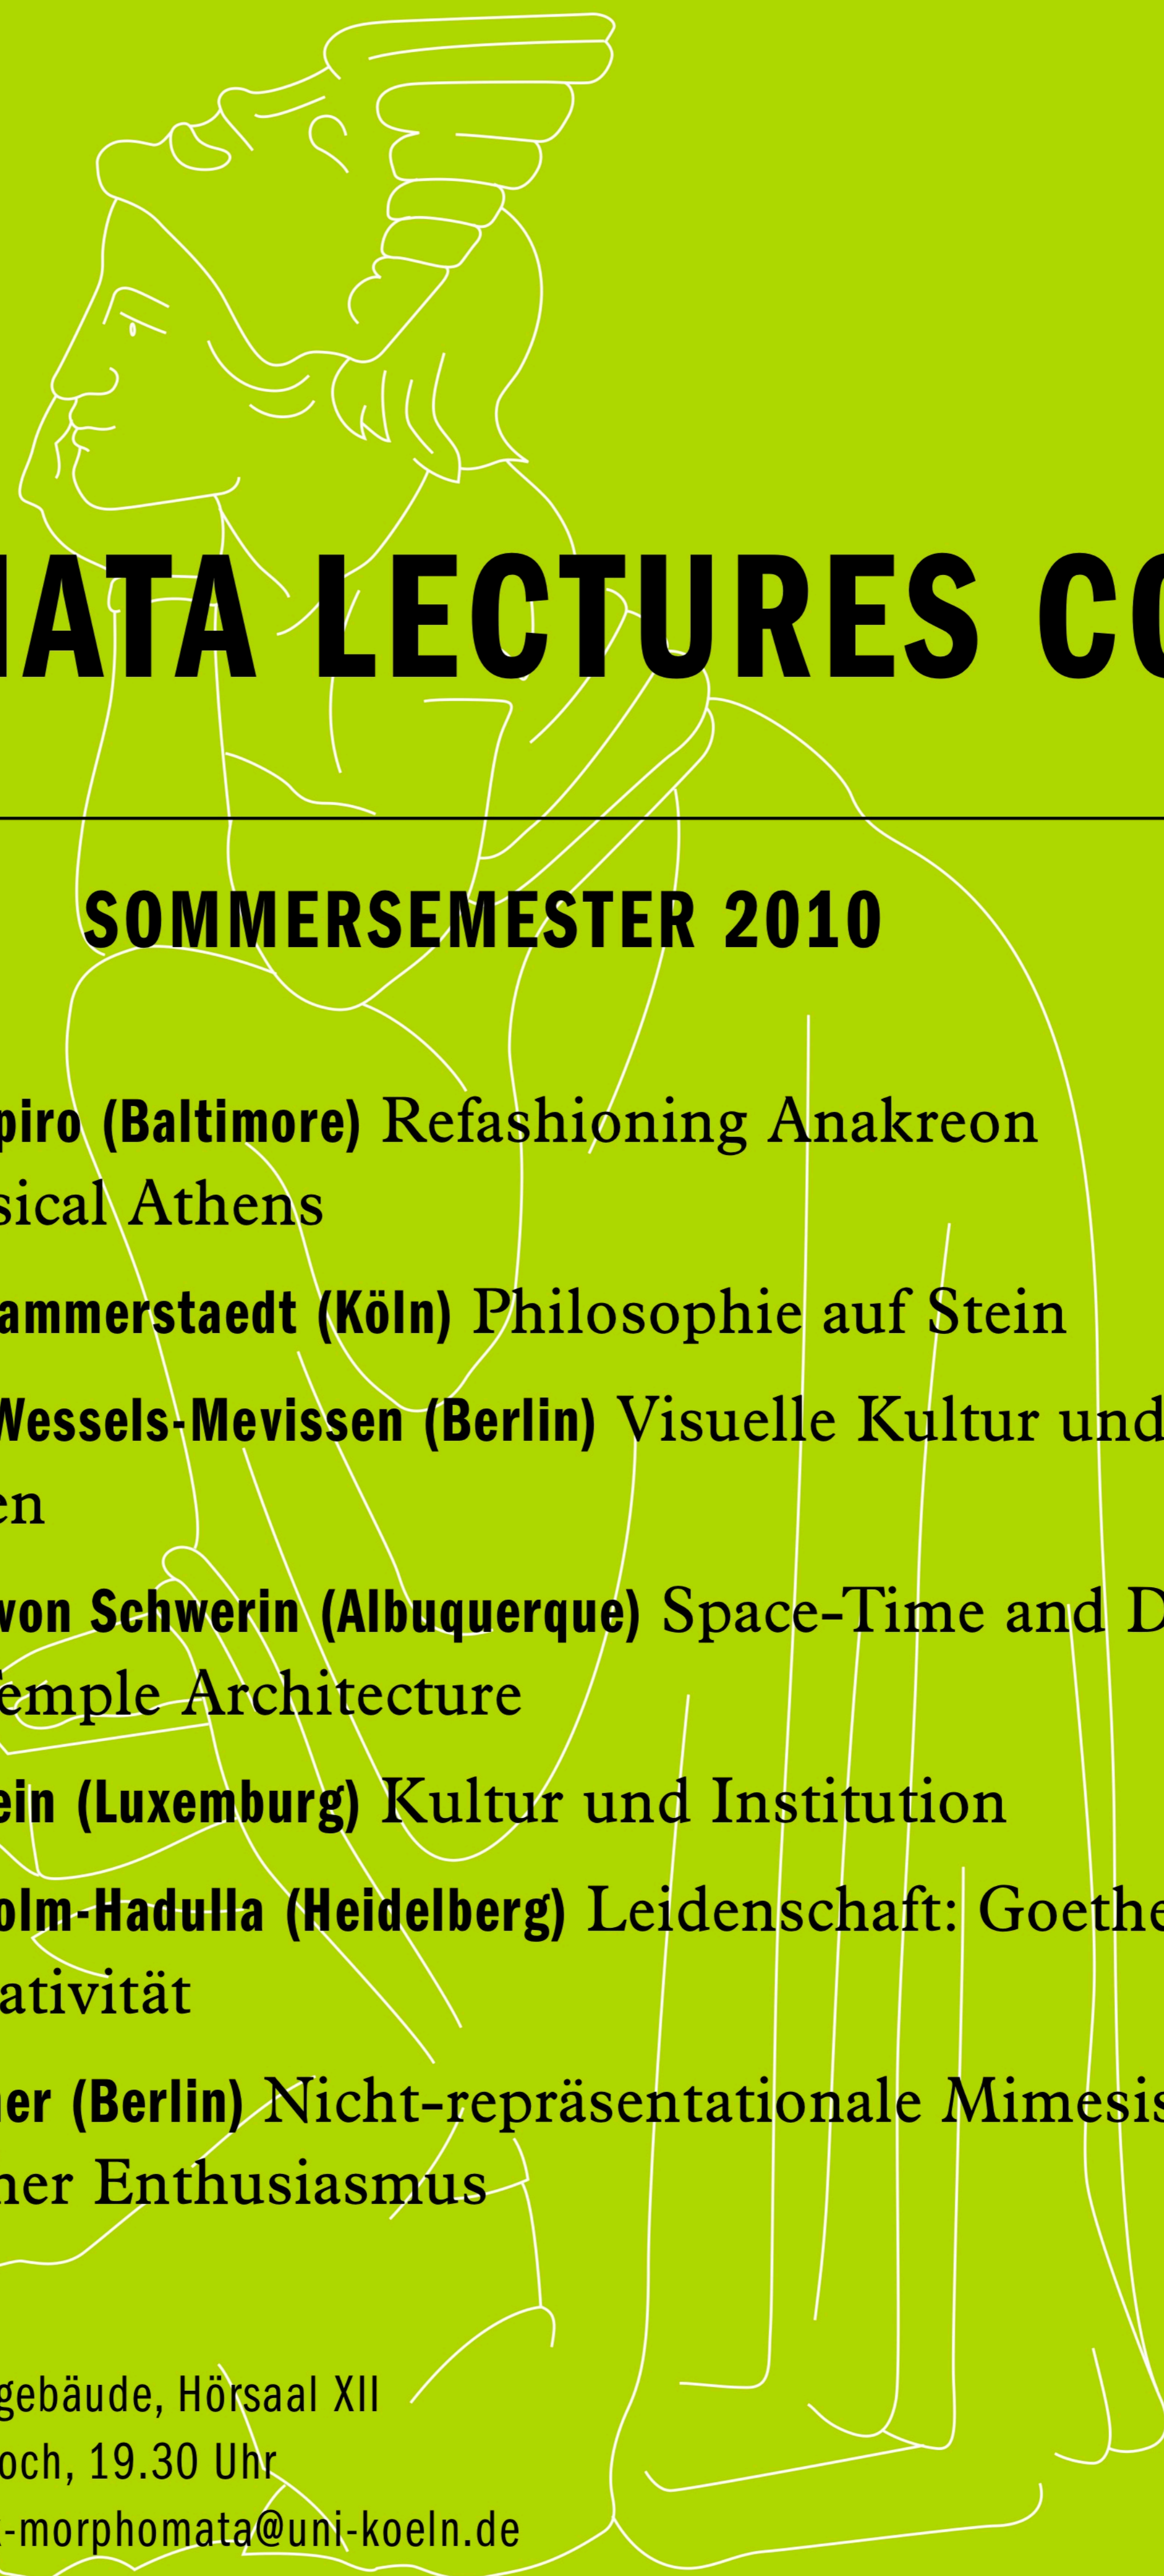 MATA LECTURES CO
SOMMERSEMESTER 2010
piro (Baltimore) Refashioning Anakreon
sical Athens
ammerstaedt (Köln) Philosophie auf Stein
Wessels-Mevissen (Berlin) Visuelle Kultur und
en
von Schwerin (Albuquerque) Space-Time and D
Temple Architecture
ein (Luxemburg) Kultur und Institution
olm-Hadulla (Heidelberg) Leidenschaft: Goethe
ativität
ner (Berlin) Nicht-repräsentationale Mimesis
her Enthusiasmus
gebäude, Hörsaal XII
och, 19.30 Uhr
k-morphomata@uni-koeln.de